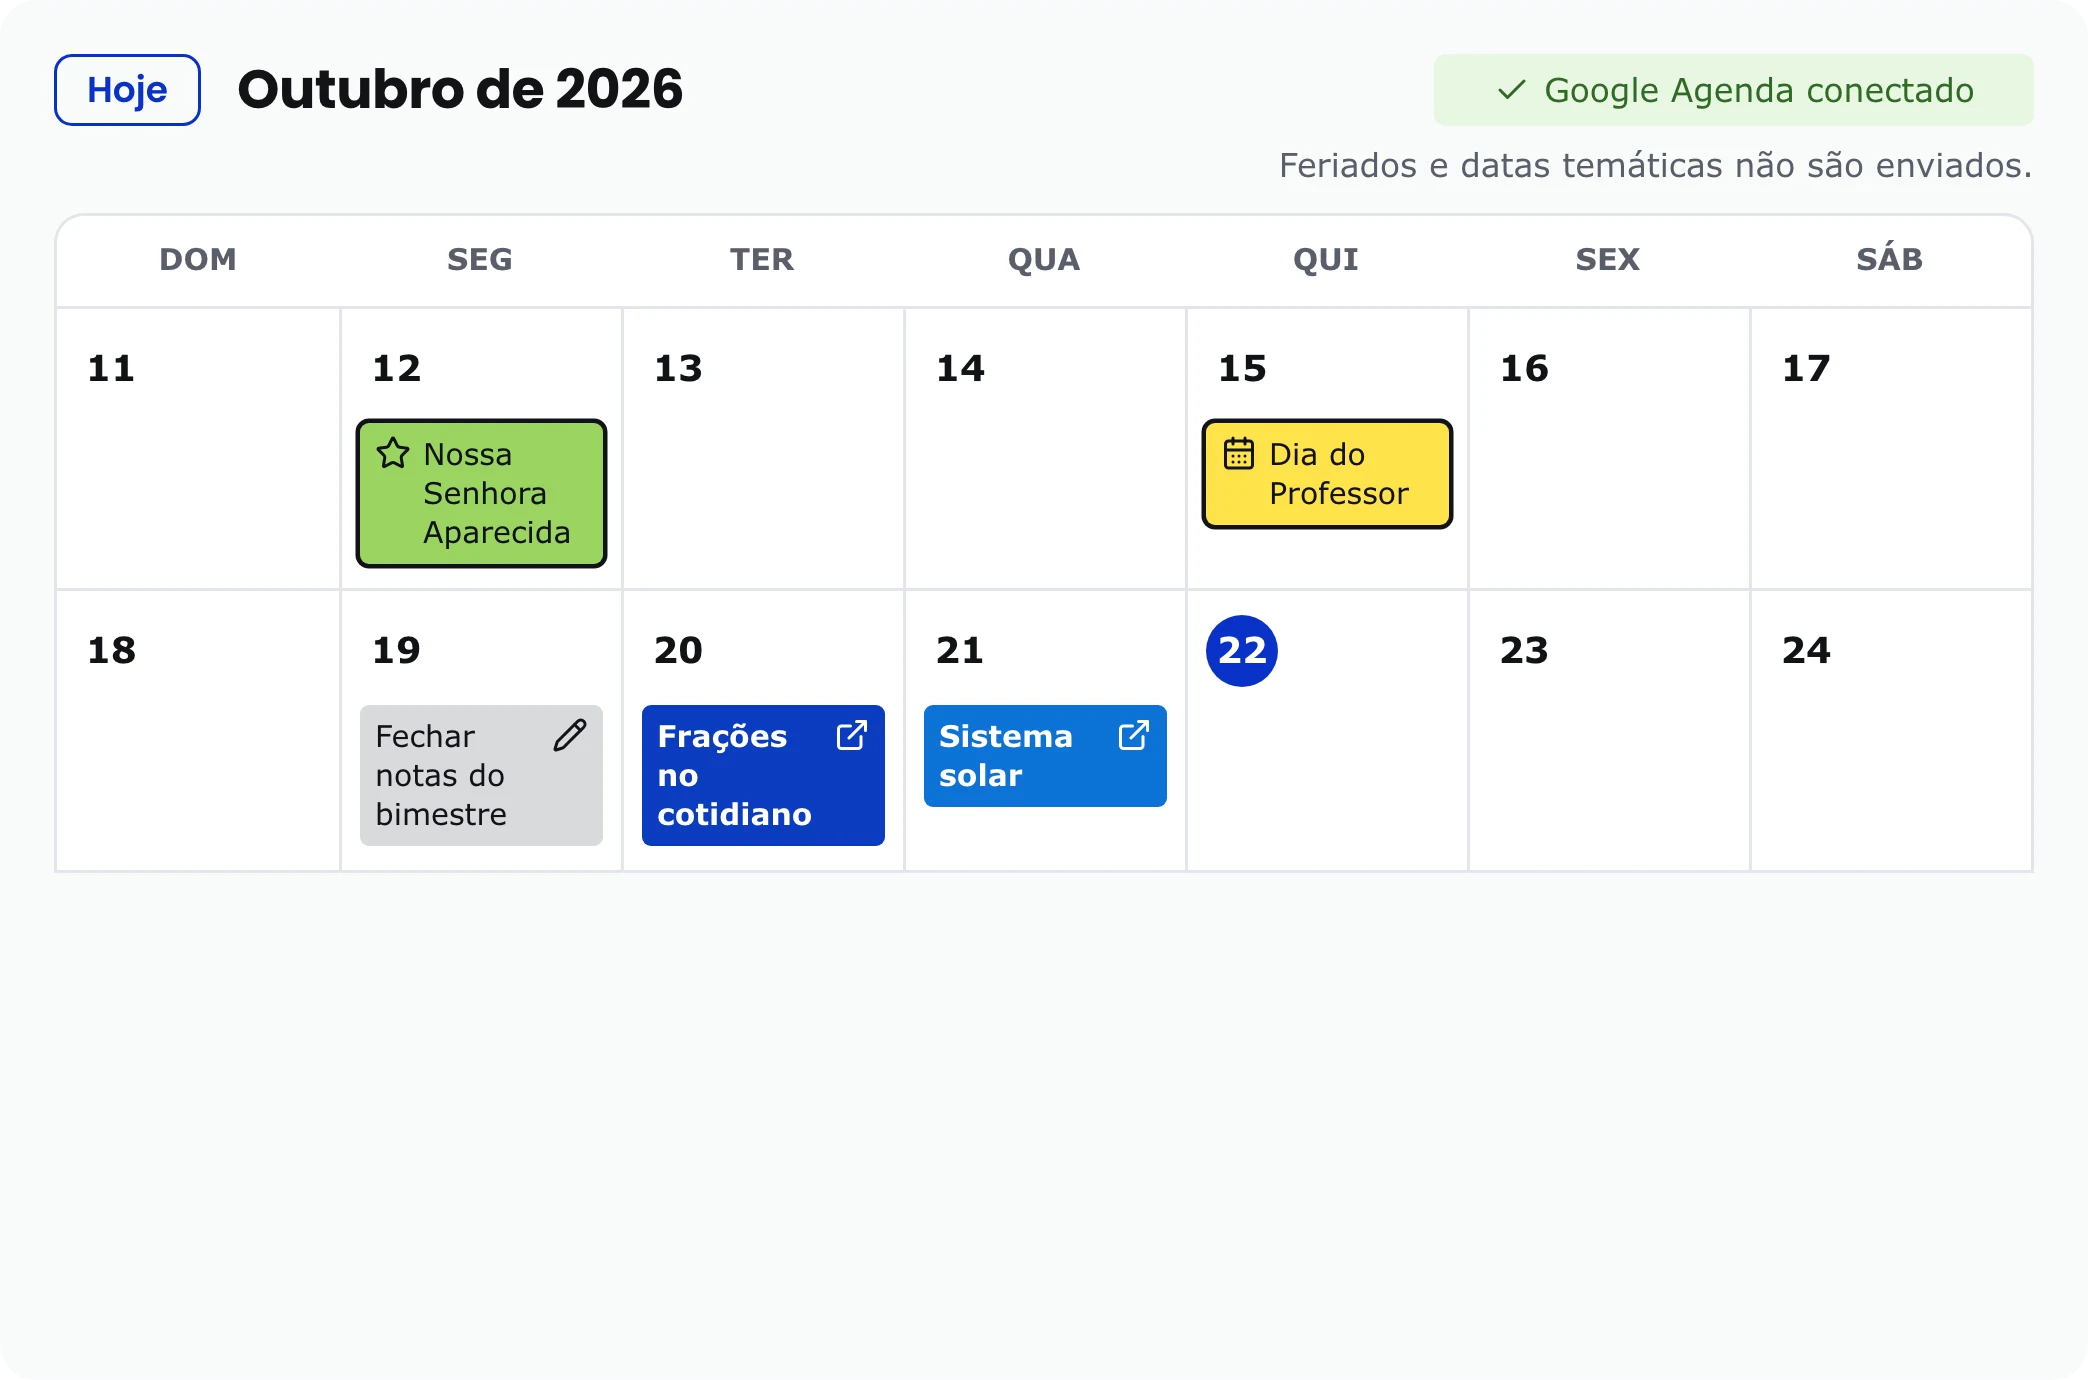 Hoje
Outubro de 2026
Google Agenda conectado
Feriados e datas temáticas não são enviados.
DOM SEG TER QUA QUI SEX SÁB
11 12 13 14 15 16 17
Nossa
Senhora
Aparecida
Dia do
Professor
18 19 20 21 22 23 24
Fechar
notas do
bimestre
Frações
no
cotidiano
Sistema
solar